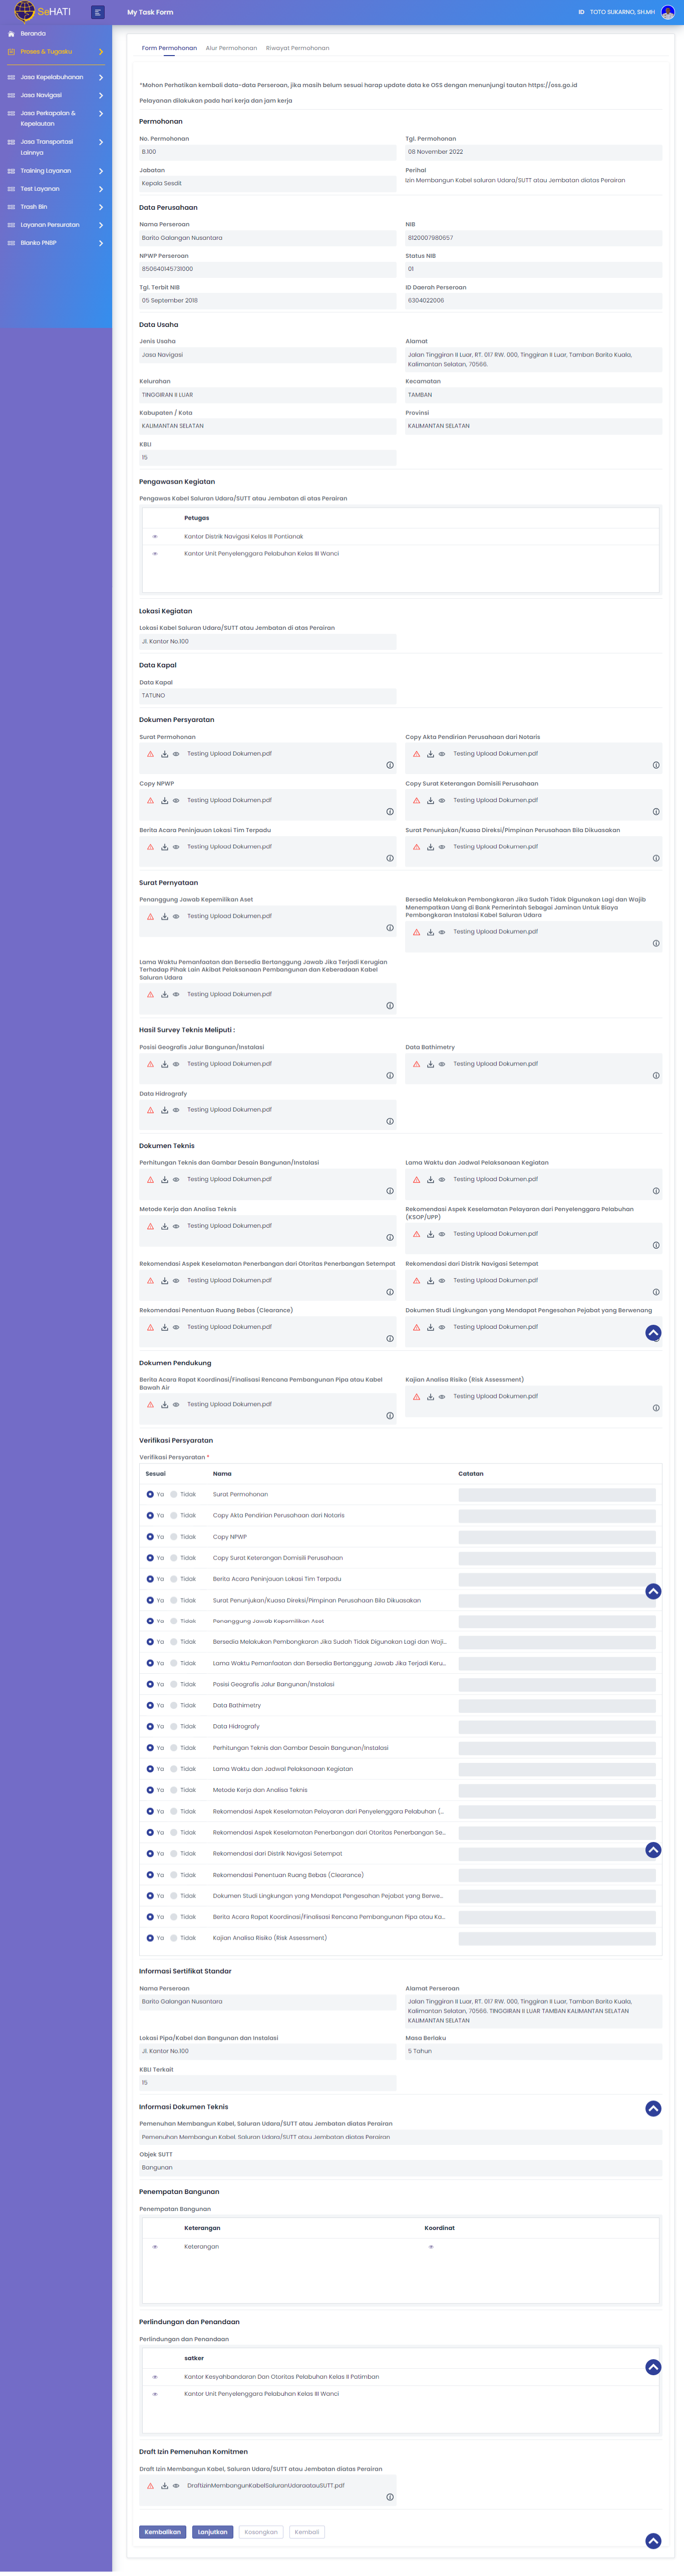 SeHATI
My Task Form
ID TOTO SUKARNO, SH.MH
Beranda
Proses & Tugasku
Jasa Kepelabuhanan
Jasa Navigasi
Jasa Perkapalan &
Kepelautan
Jasa Transportasi
Lainnya
Training Layanan
Test Layanan
Trash Bin
Layanan Persuratan
Blanko PNBP
Form Permohonan Alur Permohonan Riwayat Permohonan
*Mohon Perhatikan kembali data-data Perseroan, jika masih belum sesuai harap update data ke OSS dengan menunjungi tautan https://oss.go.id
Pelayanan dilakukan pada hari kerja dan jam kerja
Permohonan
No. Permohonan Tgl. Permohonan
B.100 08 November 2022
Jabatan Perihal
Kepala Sesdit Izin Membangun Kabel saluran Udara/SUTT atau Jembatan diatas Perairan
Data Perusahaan
Nama Perseroan NIB
Barito Galangan Nusantara 8120007980657
NPWP Perseroan Status NIB
850640145731000 01
Tgl. Terbit NIB ID Daerah Perseroan
05 September 2018 6304022006
Data Usaha
Jenis Usaha Alamat
Jasa Navigasi Jalan Tinggiran II Luar, RT. 017 RW. 000, Tinggiran II Luar, Tamban Barito Kuala,
Kalimantan Selatan, 70566.
Kelurahan Kecamatan
TINGGIRAN II LUAR TAMBAN
Kabupaten / Kota Provinsi
KALIMANTAN SELATAN KALIMANTAN SELATAN
KBLI
15
Pengawasan Kegiatan
Pengawas Kabel Saluran Udara/SUTT atau Jembatan di atas Perairan
Petugas
Kantor Distrik Navigasi Kelas III Pontianak
Kantor Unit Penyelenggara Pelabuhan Kelas III Wanci
Lokasi Kegiatan
Lokasi Kabel Saluran Udara/SUTT atau Jembatan di atas Perairan
Jl. Kantor No.100
Data Kapal
Data Kapal
TATUNO
Dokumen Persyaratan
Surat Permohonan Copy Akta Pendirian Perusahaan dari Notaris
Testing Upload Dokumen.pdf Testing Upload Dokumen.pdf
Copy NPWP Copy Surat Keterangan Domisili Perusahaan
Testing Upload Dokumen.pdf Testing Upload Dokumen.pdf
Berita Acara Peninjauan Lokasi Tim Terpadu Surat Penunjukan/Kuasa Direksi/Pimpinan Perusahaan Bila Dikuasakan
Testing Upload Dokumen.pdf Testing Upload Dokumen.pdf
Surat Pernyataan
Penanggung Jawab Kepemilikan Aset Bersedia Melakukan Pembongkaran Jika Sudah Tidak Digunakan Lagi dan Wajib
Menempatkan Uang di Bank Pemerintah Sebagai Jaminan Untuk Biaya
Pembongkaran Instalasi Kabel Saluran Udara
Testing Upload Dokumen.pdf
Testing Upload Dokumen.pdf
Lama Waktu Pemanfaatan dan Bersedia Bertanggung Jawab Jika Terjadi Kerugian
Terhadap Pihak Lain Akibat Pelaksanaan Pembangunan dan Keberadaan Kabel
Saluran Udara
Testing Upload Dokumen.pdf
Hasil Survey Teknis Meliputi :
Posisi Geografis Jalur Bangunan/Instalasi Data Bathimetry
Testing Upload Dokumen.pdf Testing Upload Dokumen.pdf
Data Hidrografy
Testing Upload Dokumen.pdf
Dokumen Teknis
Perhitungan Teknis dan Gambar Desain Bangunan/Instalasi Lama Waktu dan Jadwal Pelaksanaan Kegiatan
Testing Upload Dokumen.pdf Testing Upload Dokumen.pdf
Metode Kerja dan Analisa Teknis Rekomendasi Aspek Keselamatan Pelayaran dari Penyelenggara Pelabuhan
(KSOP/UPP)
Testing Upload Dokumen.pdf Testing Upload Dokumen.pdf
Rekomendasi Aspek Keselamatan Penerbangan dari Otoritas Penerbangan Setempat Rekomendasi dari Distrik Navigasi Setempat
Testing Upload Dokumen.pdf Testing Upload Dokumen.pdf
Rekomendasi Penentuan Ruang Bebas (Clearance) Dokumen Studi Lingkungan yang Mendapat Pengesahan Pejabat yang Berwenang
Testing Upload Dokumen.pdf Testing Upload Dokumen.pdf
Dokumen Pendukung
Berita Acara Rapat Koordinasi/Finalisasi Rencana Pembangunan Pipa atau Kabel Kajian Analisa Risiko (Risk Assessment)
Bawah Air
Testing Upload Dokumen.pdf Testing Upload Dokumen.pdf
Verifikasi Persyaratan
Verifikasi Persyaratan *
Sesuai Nama Catatan
Ya Tidak Surat Permohonan
Ya Tidak Copy Akta Pendirian Perusahaan dari Notaris
Ya Tidak Copy NPWP
Ya Tidak Copy Surat Keterangan Domisili Perusahaan
Ya Tidak Berita Acara Peninjauan Lokasi Tim Terpadu
Ya Tidak Surat Penunjukan/Kuasa Direksi/Pimpinan Perusahaan Bila Dikuasakan
Ya Tidak Penanggung Jawab Kepemilikan Aset
Ya Tidak Bersedia Melakukan Pembongkaran Jika Sudah Tidak Digunakan Lagi dan Waji...
Ya Tidak Lama Waktu Pemanfaatan dan Bersedia Bertanggung Jawab Jika Terjadi Keru...
Ya Tidak Posisi Geografis Jalur Bangunan/Instalasi
Ya Tidak Data Bathimetry
Ya Tidak Data Hidrografy
Ya Tidak Perhitungan Teknis dan Gambar Desain Bangunan/Instalasi
Ya Tidak Lama Waktu dan Jadwal Pelaksanaan Kegiatan
Ya Tidak Metode Kerja dan Analisa Teknis
Ya Tidak Rekomendasi Aspek Keselamatan Pelayaran dari Penyelenggara Pelabuhan (...
Ya Tidak Rekomendasi Aspek Keselamatan Penerbangan dari Otoritas Penerbangan Se...
Ya Tidak Rekomendasi dari Distrik Navigasi Setempat
Ya Tidak Rekomendasi Penentuan Ruang Bebas (Clearance)
Ya Tidak Dokumen Studi Lingkungan yang Mendapat Pengesahan Pejabat yang Berwe...
Ya Tidak Berita Acara Rapat Koordinasi/Finalisasi Rencana Pembangunan Pipa atau Ka...
Ya Tidak Kajian Analisa Risiko (Risk Assessment)
Informasi Sertifikat Standar
Nama Perseroan Alamat Perseroan
Barito Galangan Nusantara Jalan Tinggiran II Luar, RT. 017 RW. 000, Tinggiran II Luar, Tamban Barito Kuala,
Kalimantan Selatan, 70566. TINGGIRAN II LUAR TAMBAN KALIMANTAN SELATAN
KALIMANTAN SELATAN
Lokasi Pipa/Kabel dan Bangunan dan Instalasi Masa Berlaku
Jl. Kantor No.100 5 Tahun
KBLI Terkait
15
Informasi Dokumen Teknis
Pemenuhan Membangun Kabel, Saluran Udara/SUTT atau Jembatan diatas Perairan
Pemenuhan Membangun Kabel, Saluran Udara/SUTT atau Jembatan diatas Perairan
Objek SUTT
Bangunan
Penempatan Bangunan
Penempatan Bangunan
Keterangan Koordinat
Keterangan
Perlindungan dan Penandaan
Perlindungan dan Penandaan
satker
Kantor Kesyahbandaran Dan Otoritas Pelabuhan Kelas II Patimban
Kantor Unit Penyelenggara Pelabuhan Kelas III Wanci
Draft Izin Pemenuhan Komitmen
Draft Izin Membangun Kabel, Saluran Udara/SUTT atau Jembatan diatas Perairan
DraftIzinMembangunKabelSaluranUdaraatauSUTT.pdf
Kembalikan Lanjutkan Kosongkan Kembali